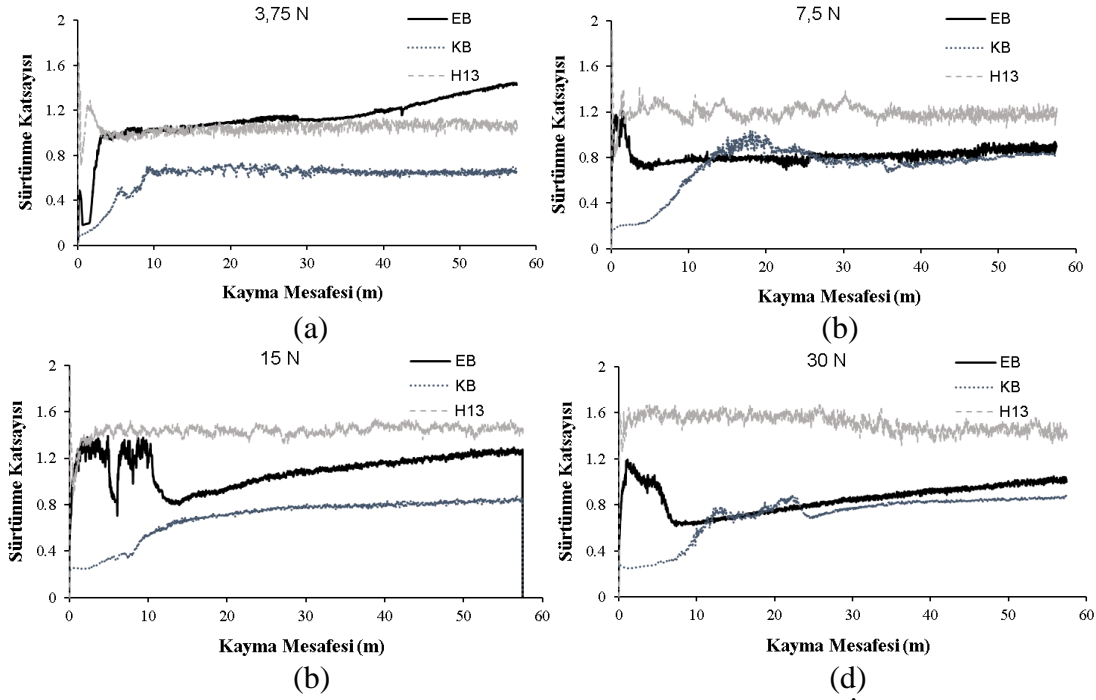 3,75 N
EB
KB
H13
2
1.6
1.2
0.8
0.4
0
0 10 20 30 40 50 60
Sürtünme Katsayısı
Kayma Mesafesi (m)
(a)
7,5 N
EB
KB
H13
2
1.6
1.2
0.8
0.4
0
0 10 20 30 40 50 60
Sürtünme Katsayısı
Kayma Mesafesi (m)
(b)
15 N
EB
KB
H13
2
1.6
1.2
0.8
0.4
0
0 10 20 30 40 50 60
Sürtünme Katsayısı
Kayma Mesafesi (m)
(b)
30 N
EB
KB
H13
2
1.6
1.2
0.8
0.4
0
0 10 20 30 40 50 60
Sürtünme Katsayısı
Kayma Mesafesi (m)
(d)